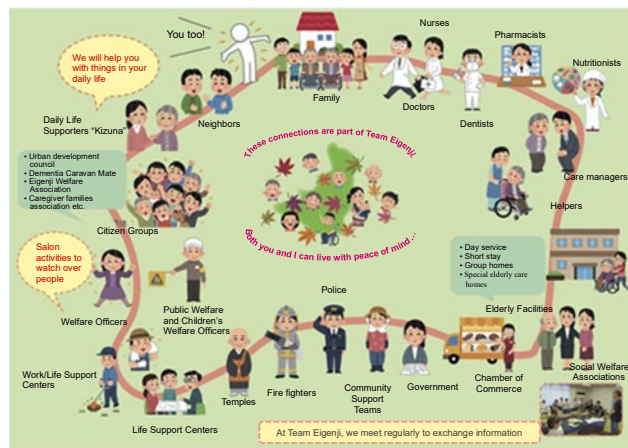 You too!
We will help you
with things in your
daily life
Daily Life
Supporters “Kizuna”
Neighbors
Family
Nurses
Doctors
Dentists
Pharmacists
Nutritionists
Care managers
Helpers
• Urban development
council
• Dementia Caravan Mate
• Eigenji Welfare
Association
• Caregiver families
association etc.
Citizen Groups
These connections are part of Team Eigenji.
Both you and I can live with peace of mind...
• Day service
• Short stay
• Group homes
• Special elderly care
homes
Elderly Facilities
Salon
activities to
watch over
people
Welfare Officers
Public Welfare
and Children’s
Welfare Officers
Work/Life Support
Centers
Life Support Centers
Temples
Fire fighters
Police
Community
Support
Teams
Government
Chamber of
Commerce
Social Welfare
Associations
At Team Eigenji, we meet regularly to exchange information